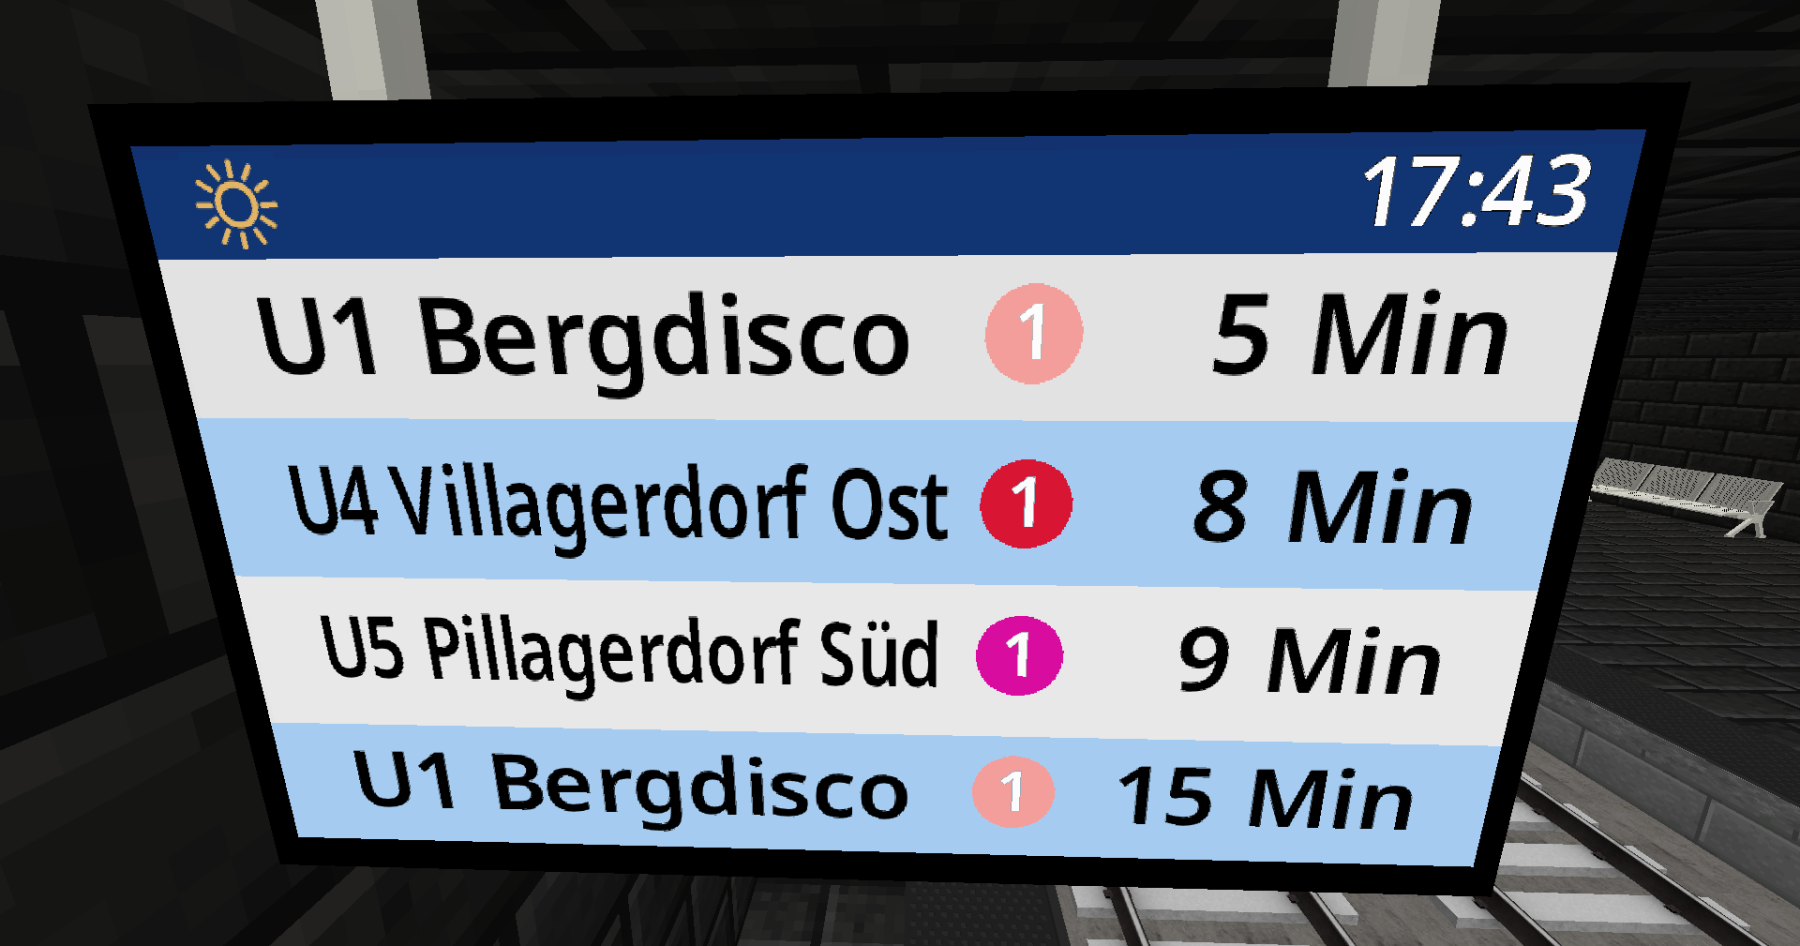 17:43
U1 Bergdisco 1 5 Min
U4 Villagerdorf Ost 1 8 Min
U5 Pillagerdorf Süd 1 9 Min
U1 Bergdisco 1 15 Min